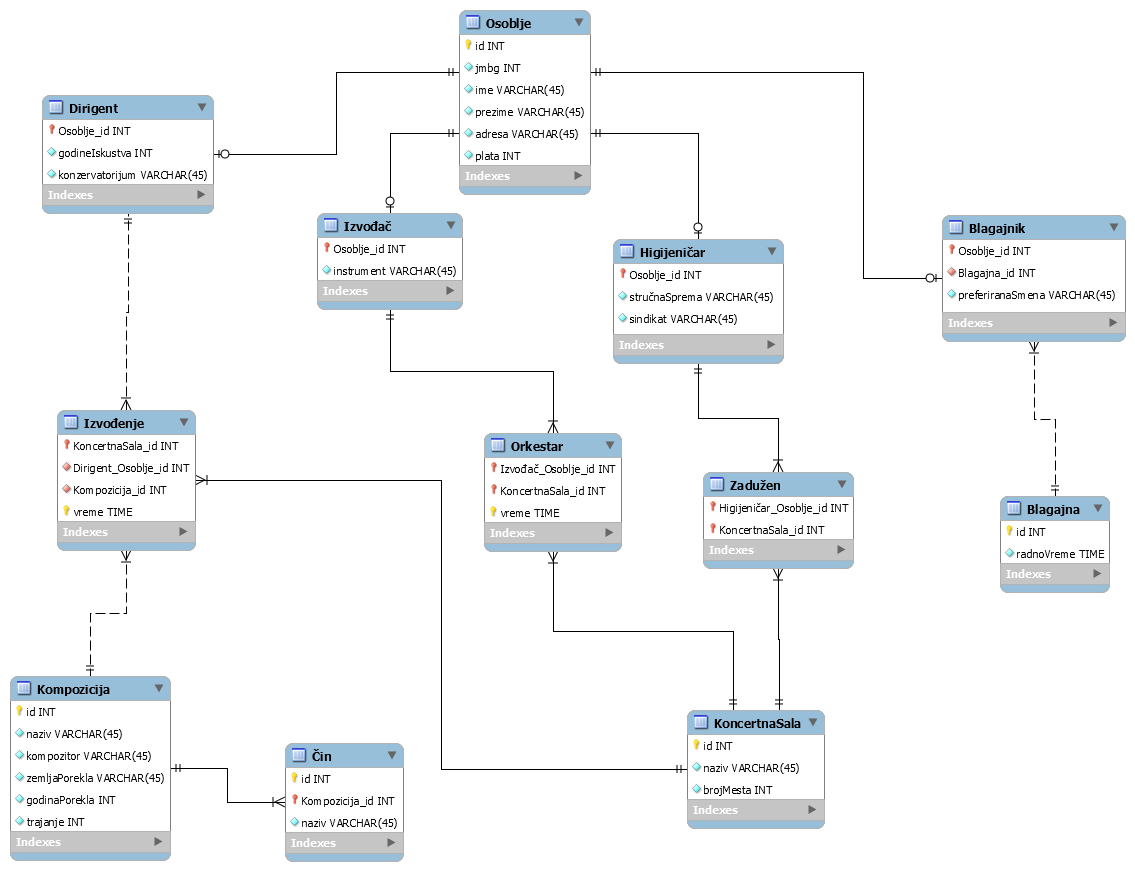 Osoblje
id INT
jmbg INT
ime VARCHAR(45)
prezime VARCHAR(45)
adresa VARCHAR(45)
plata INT
Indexes
Dirigent
Osoblje_id INT
godineIskustva INT
konzervatorijum VARCHAR(45)
Indexes
Izvođač
Osoblje_id INT
instrument VARCHAR(45)
Indexes
Higijeničar
Osoblje_id INT
stručnaSprema VARCHAR(45)
sindikat VARCHAR(45)
Indexes
Blagajnik
Osoblje_id INT
Blagajna_id INT
preferiranaSmena VARCHAR(45)
Indexes
Izvođenje
KoncertnaSala_id INT
Dirigent_Osoblje_id INT
Kompozicija_id INT
vreme TIME
Indexes
Orkestar
Izvođač_Osoblje_id INT
KoncertnaSala_id INT
vreme TIME
Indexes
Zadužen
Higijeničar_Osoblje_id INT
KoncertnaSala_id INT
Indexes
Blagajna
id INT
radnoVreme TIME
Indexes
Kompozicija
id INT
naziv VARCHAR(45)
kompozitor VARCHAR(45)
zemljaPorekla VARCHAR(45)
godinaPorekla INT
trajanje INT
Indexes
Čin
id INT
Kompozicija_id INT
naziv VARCHAR(45)
Indexes
KoncertnaSala
id INT
naziv VARCHAR(45)
brojMesta INT
Indexes